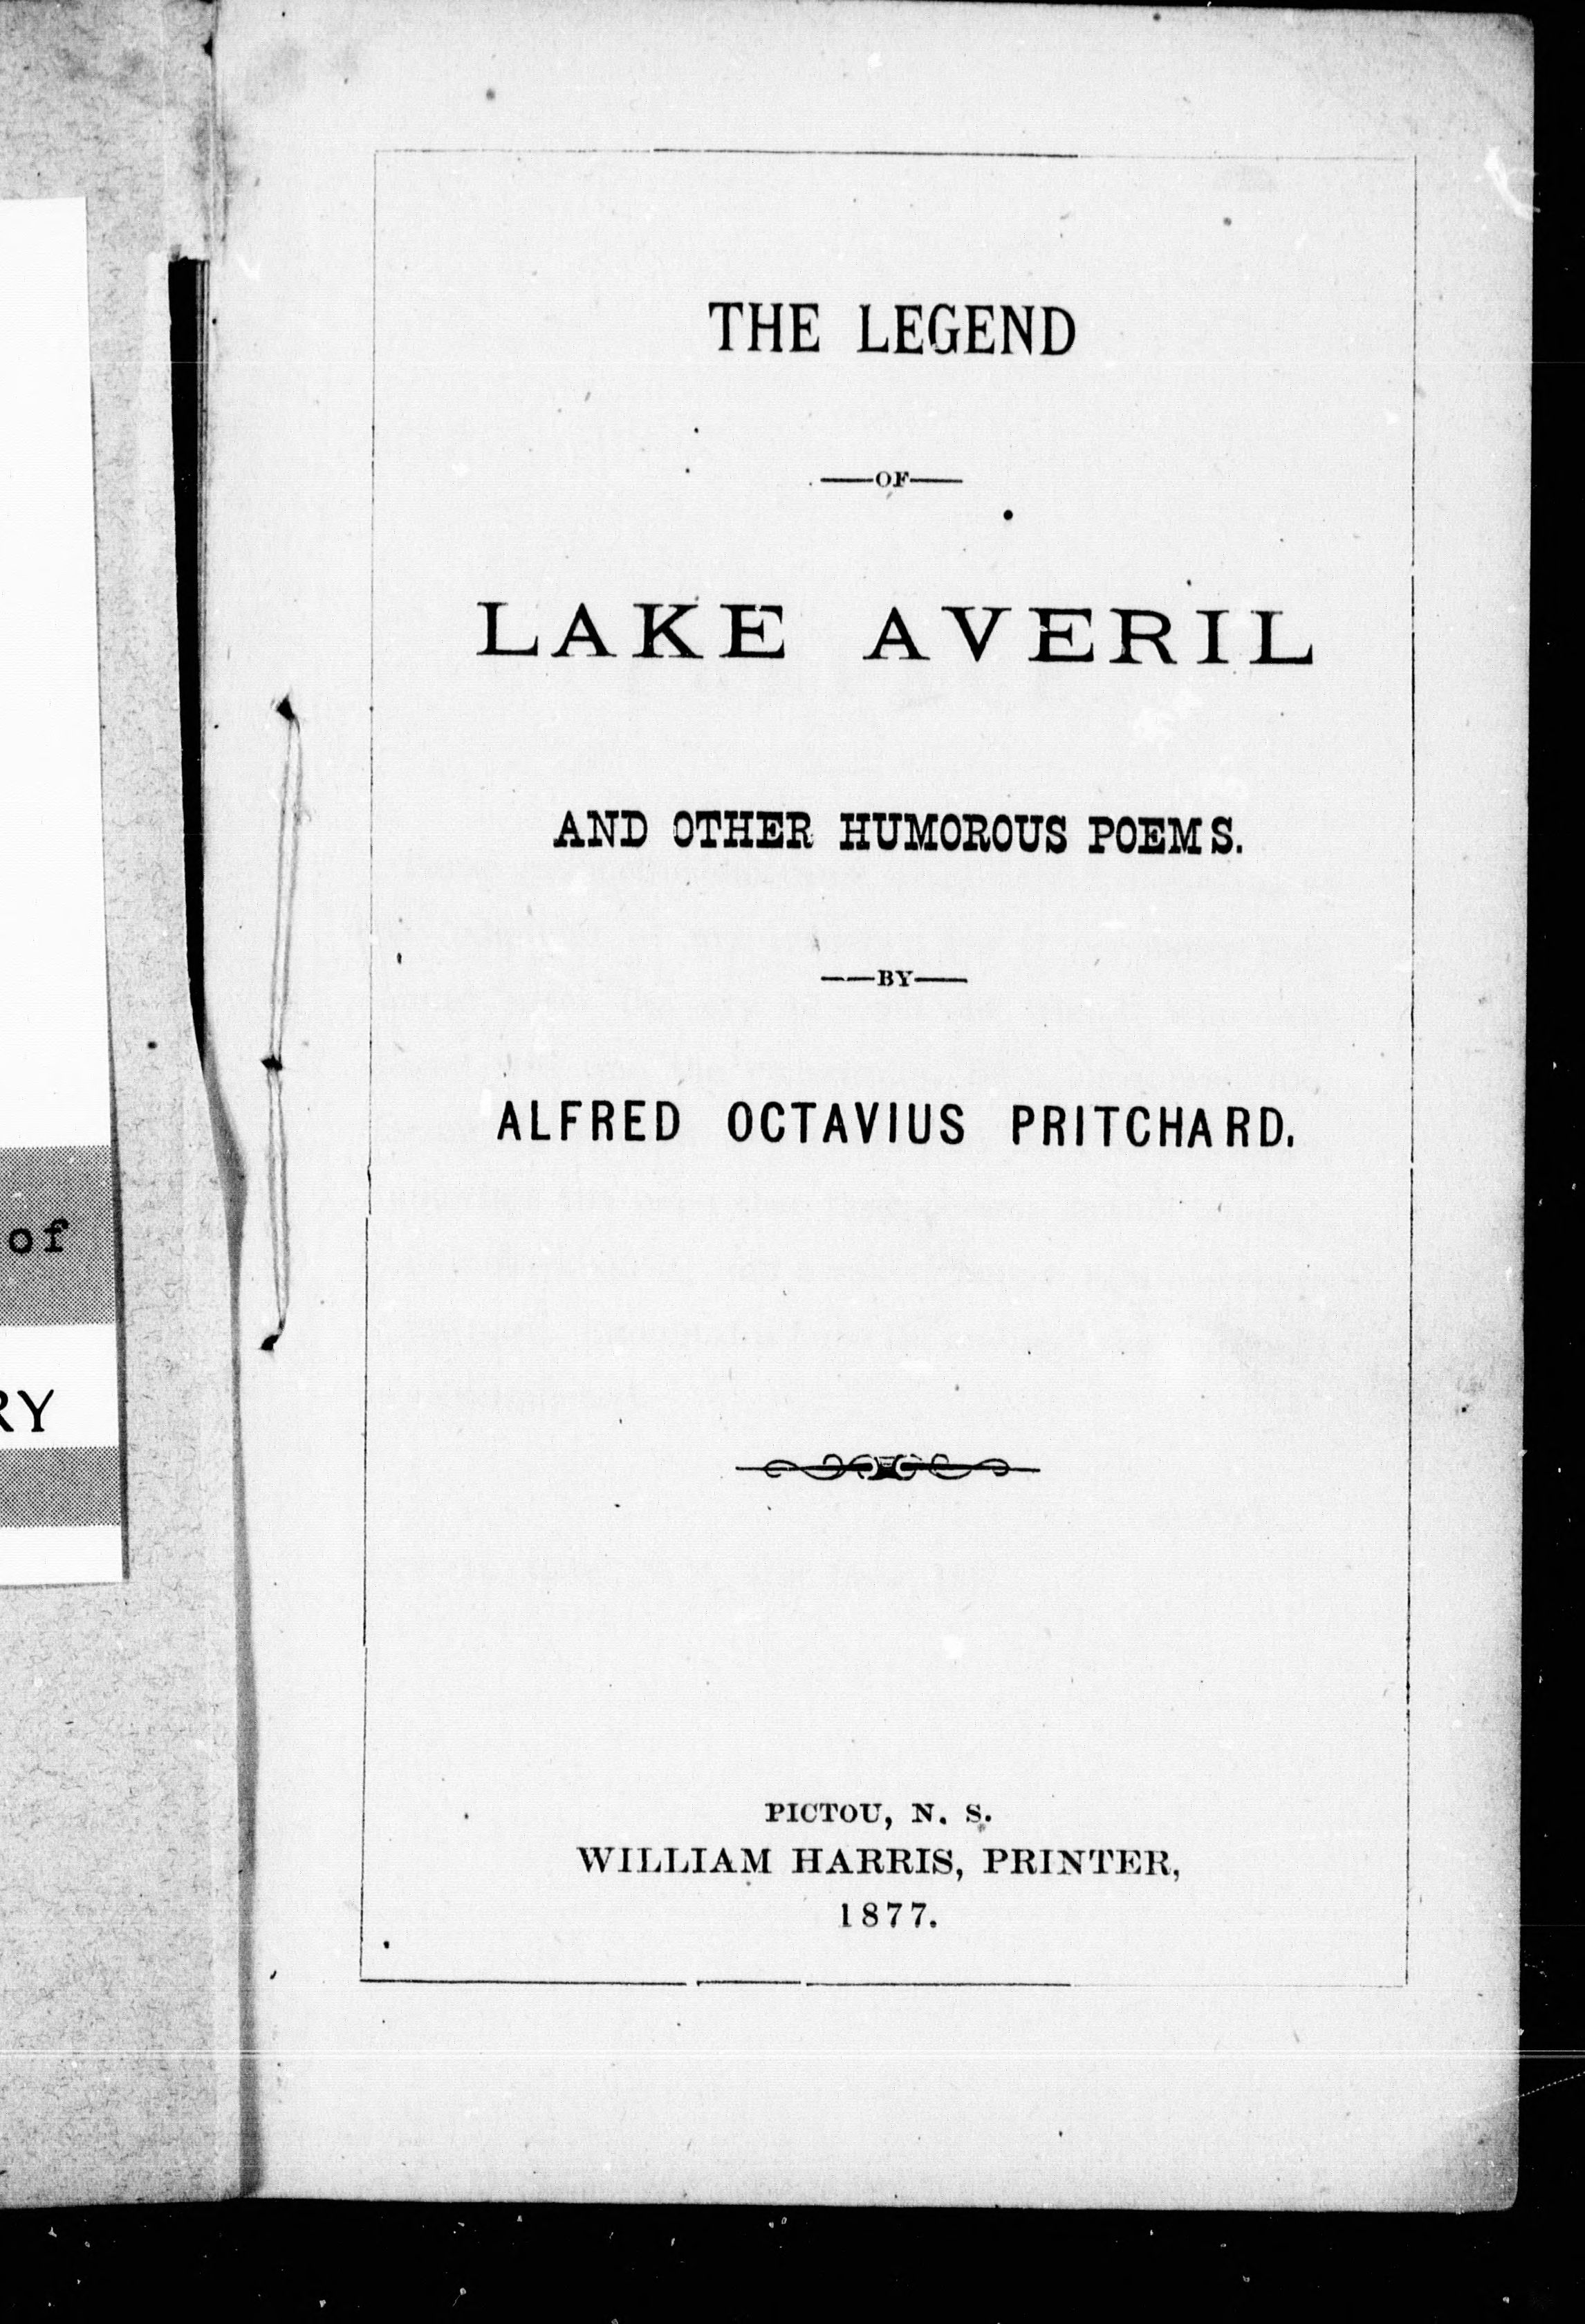 THE LEGEND
—OF—
LAKE AVERIL
AND OTHER HUMOROUS POEMS.
——BY——
ALFRED OCTAVIUS PRITCHARD.
PICTOU, N. S.
WILLIAM HARRIS, PRINTER,
1877.
of
RY